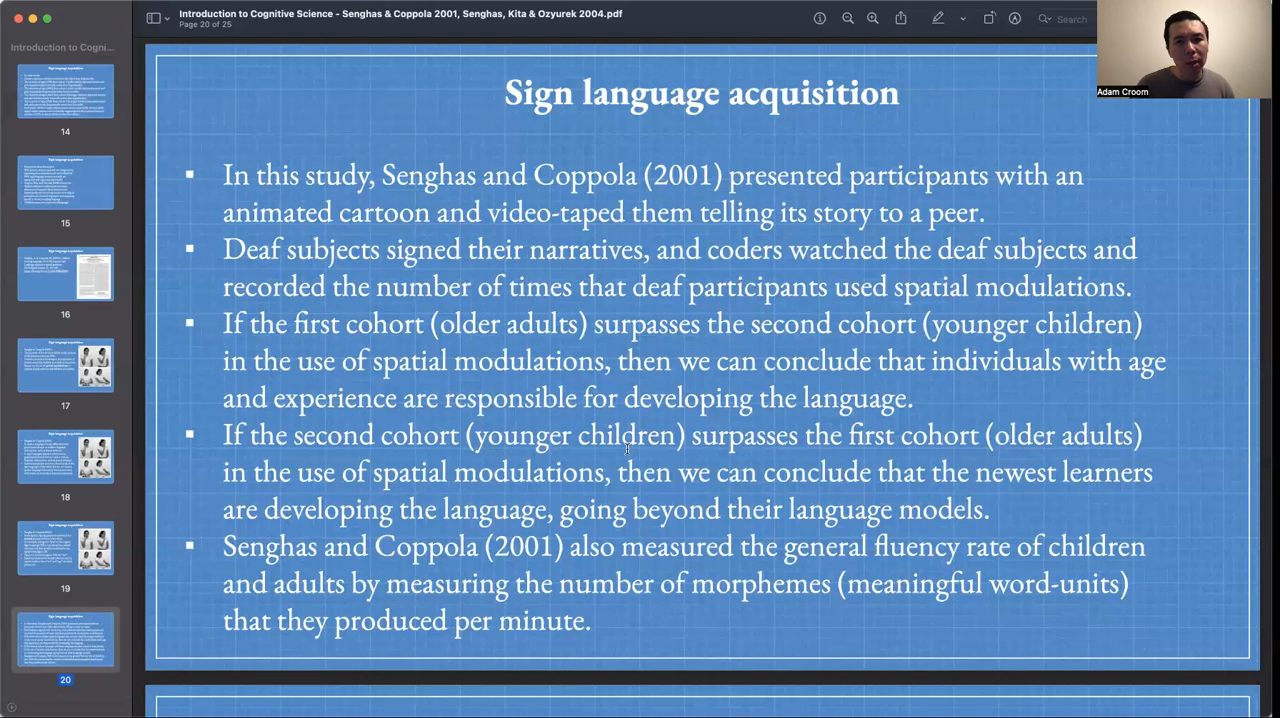 Introduction to Cognitive Science - Senghas & Coppola 2001, Senghas, Kita & Ozyurek 2004.pdf
Page 20 of 25
Search
Adam Croom
Introduction to Cogni...
14
15
16
17
18
19
20
Sign language acquisition
▪ In this study, Senghas and Coppola (2001) presented participants with an
animated cartoon and video-taped them telling its story to a peer.
▪ Deaf subjects signed their narratives, and coders watched the deaf subjects and
recorded the number of times that deaf participants used spatial modulations.
▪ If the first cohort (older adults) surpasses the second cohort (younger children)
in the use of spatial modulations, then we can conclude that individuals with age
and experience are responsible for developing the language.
▪ If the second cohort (younger children) surpasses the first cohort (older adults)
in the use of spatial modulations, then we can conclude that the newest learners
are developing the language, going beyond their language models.
▪ Senghas and Coppola (2001) also measured the general fluency rate of children
and adults by measuring the number of morphemes (meaningful word-units)
that they produced per minute.